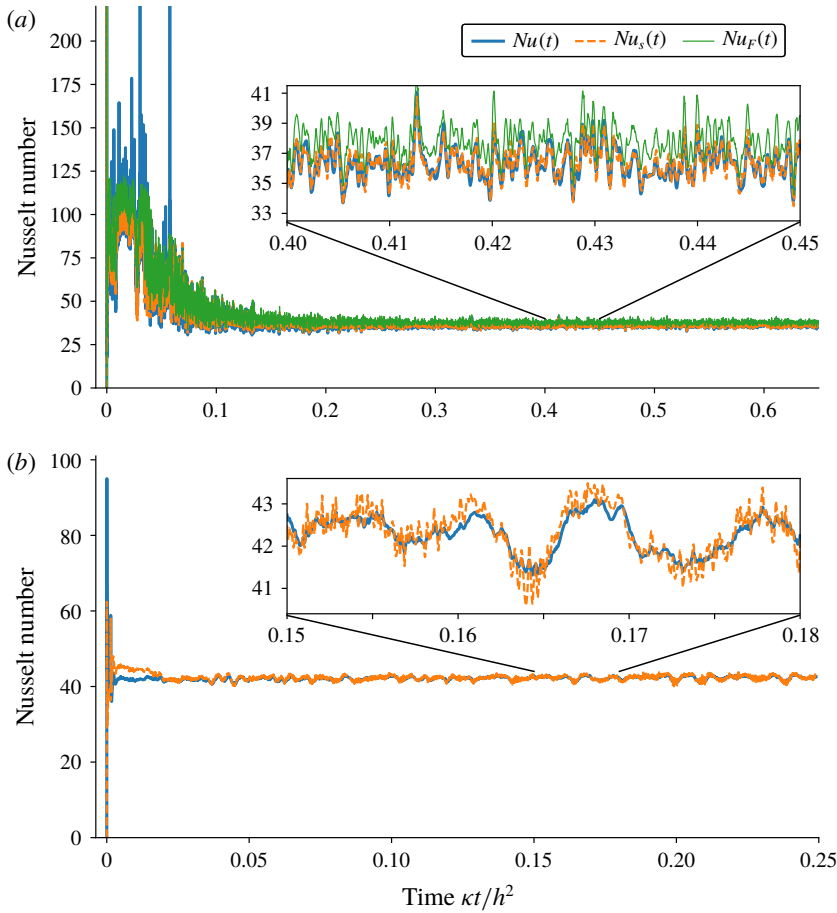 (a)
220
200
175
150
125
100
75
50
25
0
Nusselt number
Nu(t) Nu_s(t) Nu_F(t)
41
39
37
35
33
0.40 0.41 0.42 0.43 0.44 0.45
0 0.1 0.2 0.3 0.4 0.5 0.6
(b)
100
80
60
40
20
0
Nusselt number
43
42
41
0.15 0.16 0.17 0.18
0 0.05 0.10 0.15 0.20 0.25
Time κt/h²